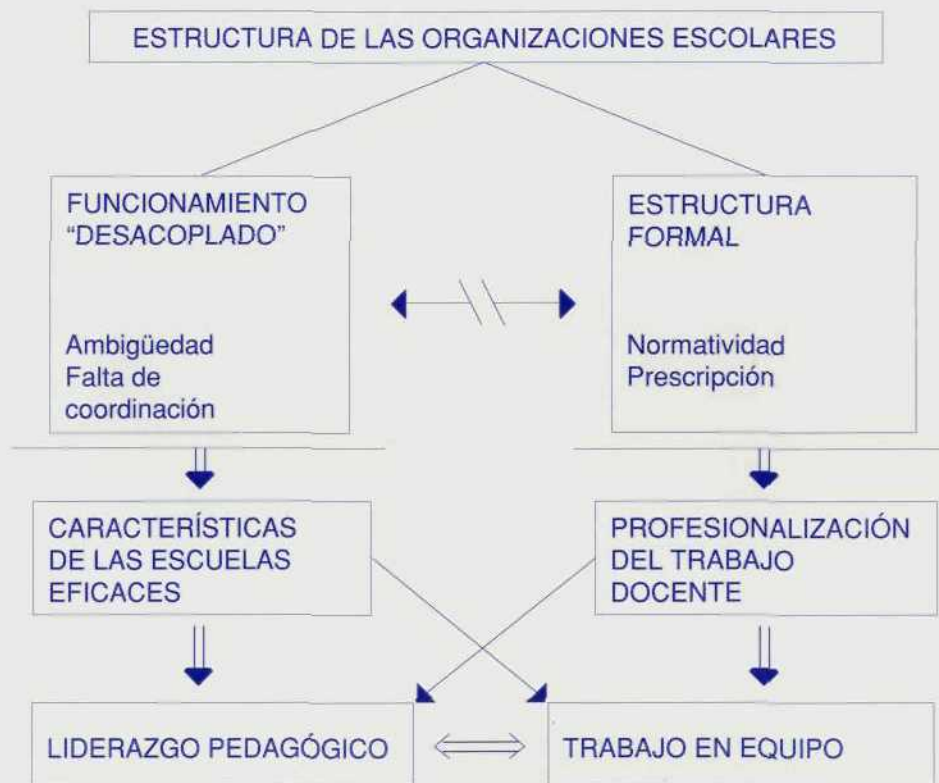 ESTRUCTURA DE LAS ORGANIZACIONES ESCOLARES
FUNCIONAMIENTO
“DESACOPLADO”
Ambigüedad
Falta de
coordinación
ESTRUCTURA
FORMAL
Normatividad
Prescripción
CARACTERÍSTICAS
DE LAS ESCUELAS
EFICACES
PROFESIONALIZACIÓN
DEL TRABAJO
DOCENTE
LIDERAZGO PEDAGÓGICO
TRABAJO EN EQUIPO